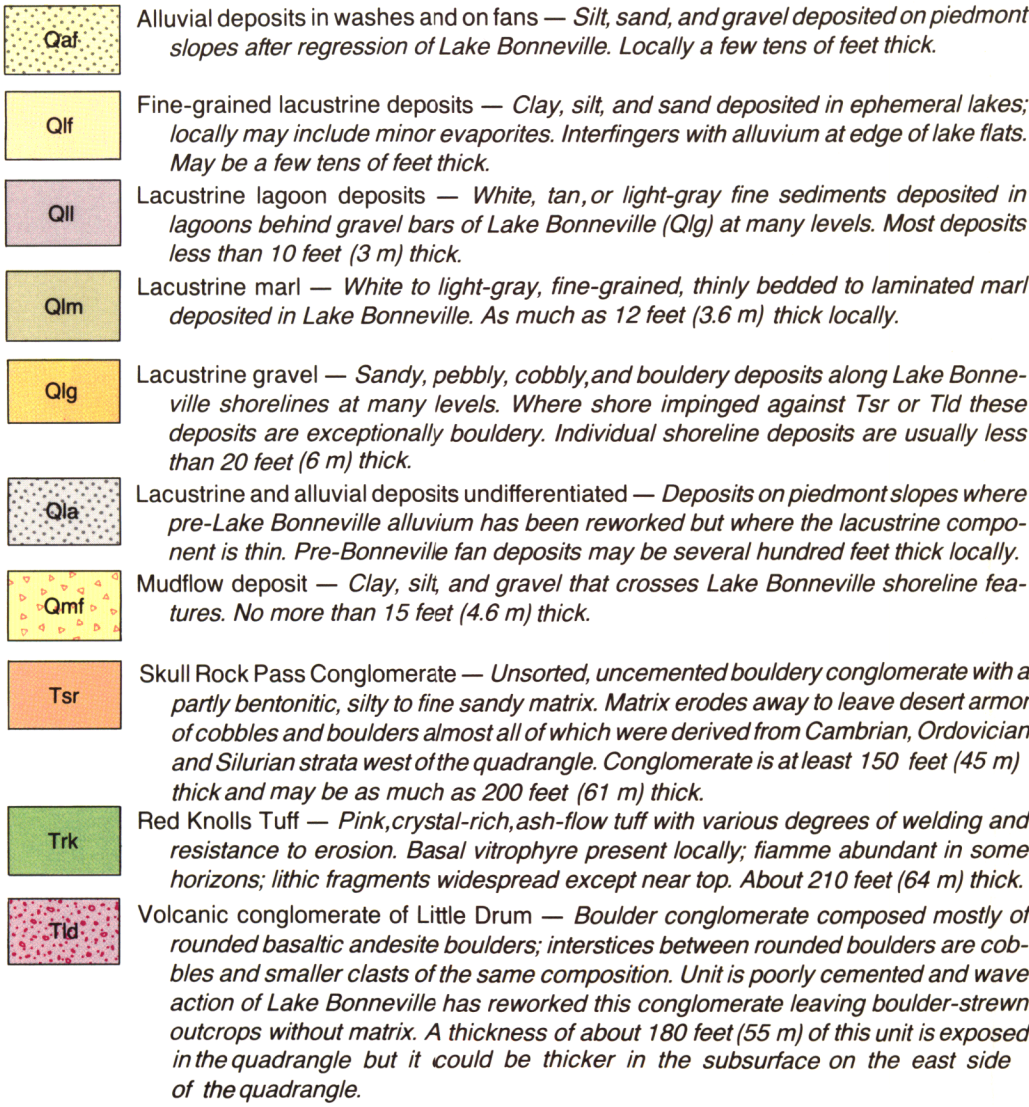 Qaf Alluvial deposits in washes and on fans — Silt, sand, and gravel deposited on piedmont
slopes after regression of Lake Bonneville. Locally a few tens of feet thick.
Qlf Fine-grained lacustrine deposits — Clay, silt, and sand deposited in ephemeral lakes;
locally may include minor evaporites. Interfingers with alluvium at edge of lake flats.
May be a few tens of feet thick.
Qll Lacustrine lagoon deposits — White, tan, or light-gray fine sediments deposited in
lagoons behind gravel bars of Lake Bonneville (Qlg) at many levels. Most deposits
less than 10 feet (3 m) thick.
Qlm Lacustrine marl — White to light-gray, fine-grained, thinly bedded to laminated marl
deposited in Lake Bonneville. As much as 12 feet (3.6 m) thick locally.
Qlg Lacustrine gravel — Sandy, pebbly, cobbly, and bouldery deposits along Lake Bonne-
ville shorelines at many levels. Where shore impinged against Tsr or Tld these
deposits are exceptionally bouldery. Individual shoreline deposits are usually less
than 20 feet (6 m) thick.
Qla Lacustrine and alluvial deposits undifferentiated — Deposits on piedmont slopes where
pre-Lake Bonneville alluvium has been reworked but where the lacustrine compo-
nent is thin. Pre-Bonneville fan deposits may be several hundred feet thick locally.
Qmf Mudflow deposit — Clay, silt, and gravel that crosses Lake Bonneville shoreline fea-
tures. No more than 15 feet (4.6 m) thick.
Tsr Skull Rock Pass Conglomerate — Unsorted, uncemented bouldery conglomerate with a
partly bentonitic, silty to fine sandy matrix. Matrix erodes away to leave desert armor
of cobbles and boulders almost all of which were derived from Cambrian, Ordovician
and Silurian strata west of the quadrangle. Conglomerate is at least 150 feet (45 m)
thick and may be as much as 200 feet (61 m) thick.
Trk Red Knolls Tuff — Pink, crystal-rich, ash-flow tuff with various degrees of welding and
resistance to erosion. Basal vitrophyre present locally; fiamme abundant in some
horizons; lithic fragments widespread except near top. About 210 feet (64 m) thick.
Tld Volcanic conglomerate of Little Drum — Boulder conglomerate composed mostly of
rounded basaltic andesite boulders; interstices between rounded boulders are cob-
bles and smaller clasts of the same composition. Unit is poorly cemented and wave
action of Lake Bonneville has reworked this conglomerate leaving boulder-strewn
outcrops without matrix. A thickness of about 180 feet (55 m) of this unit is exposed
in the quadrangle but it could be thicker in the subsurface on the east side
of the quadrangle.